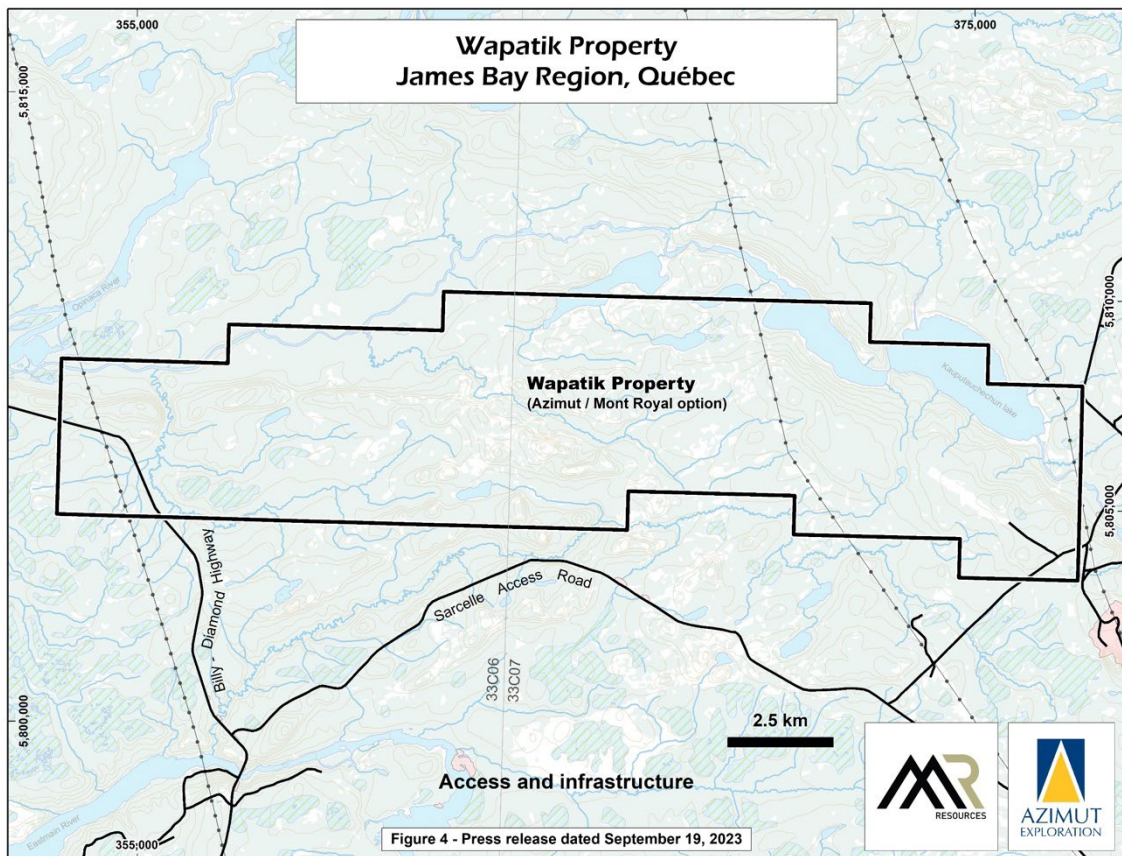 355,000
375,000
Wapatik Property
James Bay Region, Québec
5,815,000
Opinaca River
5,810,000
Kauputauchechun lake
Wapatik Property
(Azimut / Mont Royal option)
5,805,000
Billy - Diamond Highway
Sarcelle Access Road
33C06
33C07
5,800,000
2.5 km
Access and infrastructure
Eastmain River
MR
RESOURCES
AZIMUT
EXPLORATION
355,000
Figure 4 - Press release dated September 19, 2023